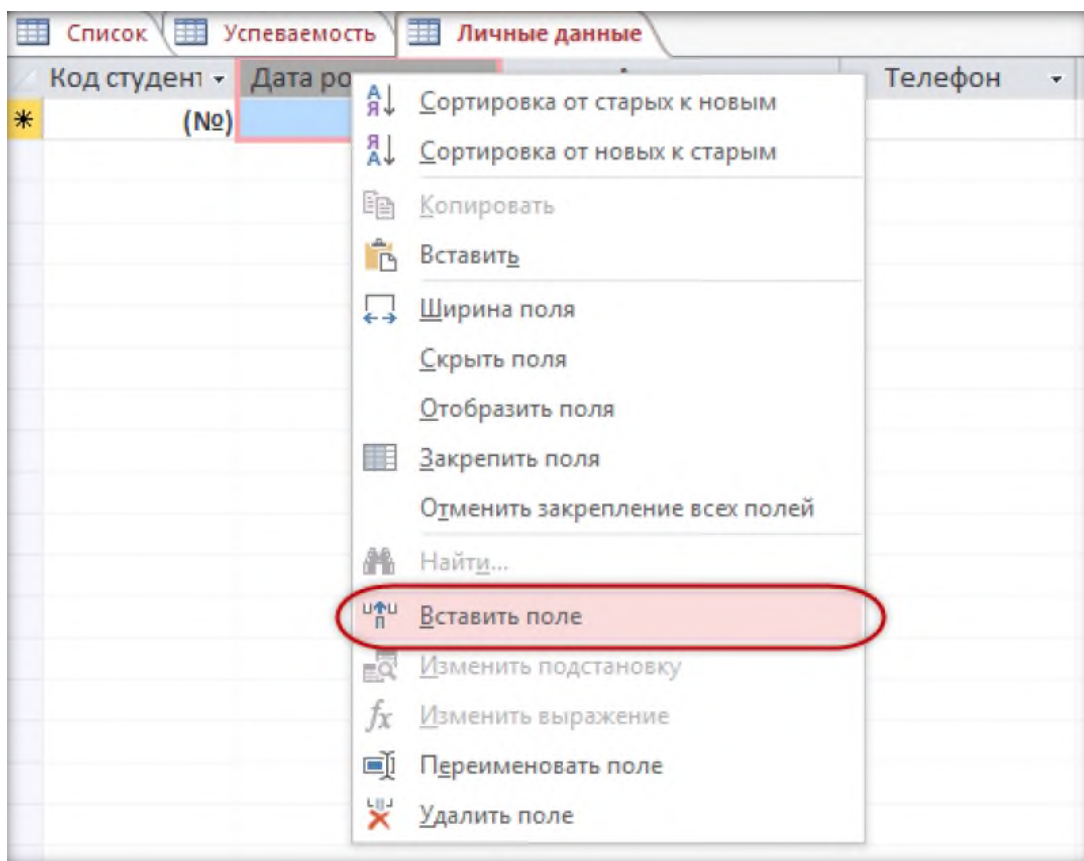 Список Успеваемость Личные данные
Код студент Дата ро Телефон
(№)
Сортировка от старых к новым
Сортировка от новых к старым
Копировать
Вставить
Ширина поля
Скрыть поля
Отобразить поля
Закрепить поля
Отменить закрепление всех полей
Найти...
Вставить поле
Изменить подстановку
Изменить выражение
Переименовать поле
Удалить поле